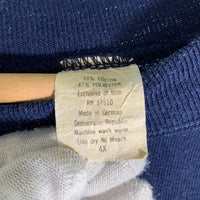 53% COTTON
47% POLYESTER
Exclusive of trim
RN 57610
Made in German
Democratic Republic
Machine wash warm
Line Dry No Bleach
4X